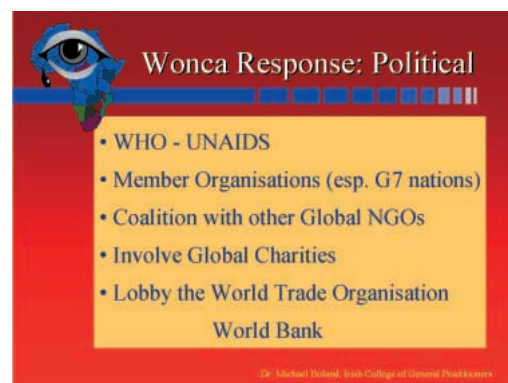 Wonca Response: Political
• WHO - UNAIDS
• Member Organisations (esp. G7 nations)
• Coalition with other Global NGOs
• Involve Global Charities
• Lobby the World Trade Organisation
World Bank
Dr. Michael Boland, Irish College of General Practitioners